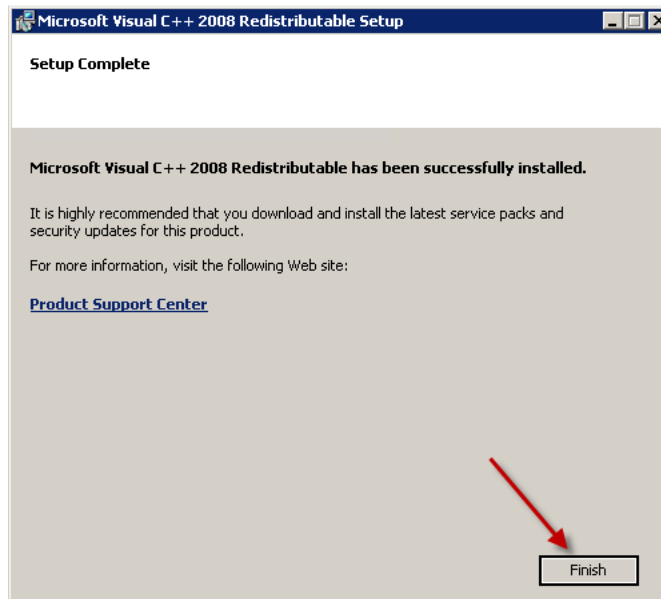 Microsoft Visual C++ 2008 Redistributable Setup
Setup Complete
Microsoft Visual C++ 2008 Redistributable has been successfully installed.
It is highly recommended that you download and install the latest service packs and
security updates for this product.
For more information, visit the following Web site:
Product Support Center
Finish